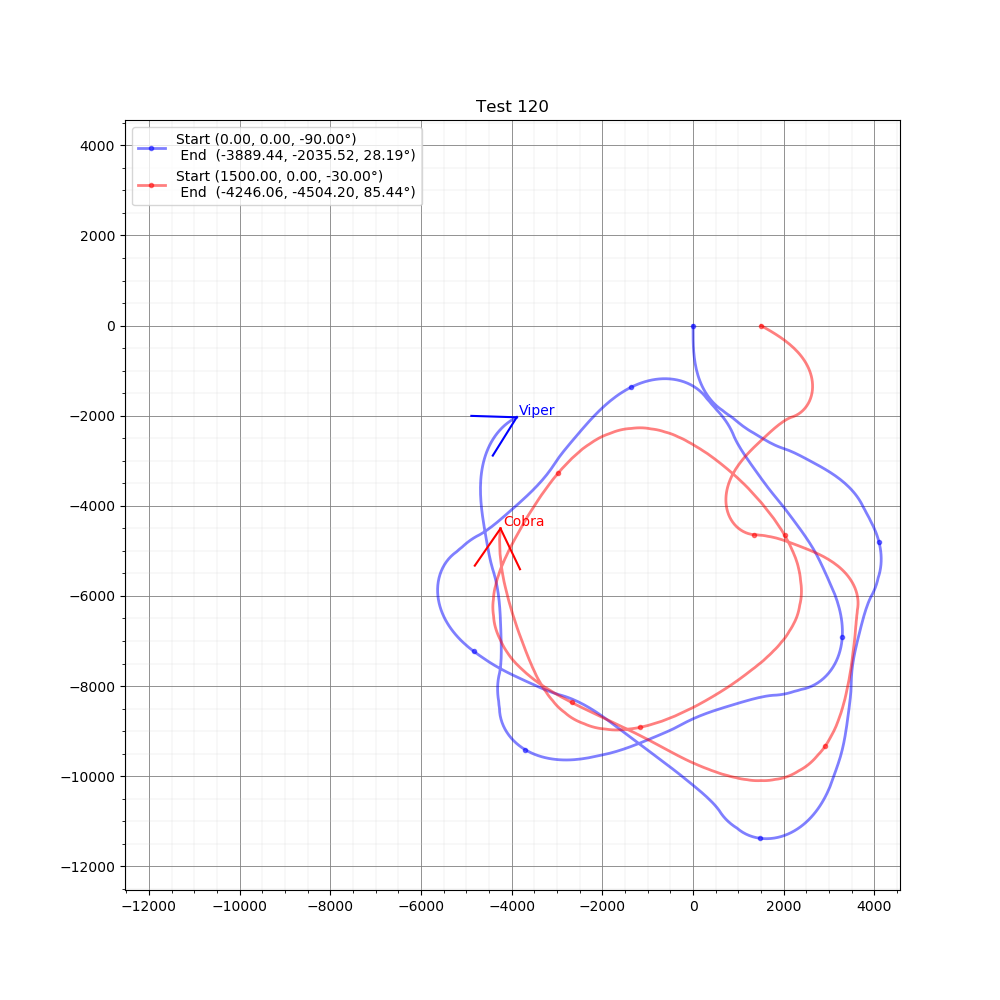 Test 120
Start (0.00, 0.00, -90.00°)
End  (-3889.44, -2035.52, 28.19°)
Start (1500.00, 0.00, -30.00°)
End  (-4246.06, -4504.20, 85.44°)
4000
2000
0
−2000
−4000
−6000
−8000
−10000
−12000
Viper
Cobra
−12000 −10000 −8000 −6000 −4000 −2000 0 2000 4000